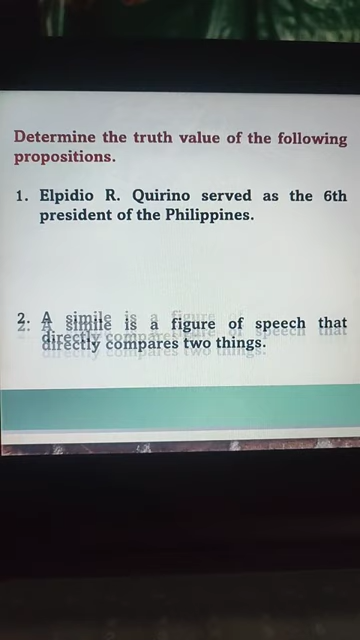 Determine the truth value of the following
propositions.
1. Elpidio R. Quirino served as the 6th
president of the Philippines.
2. A simile is a figure of speech that
directly compares two things.